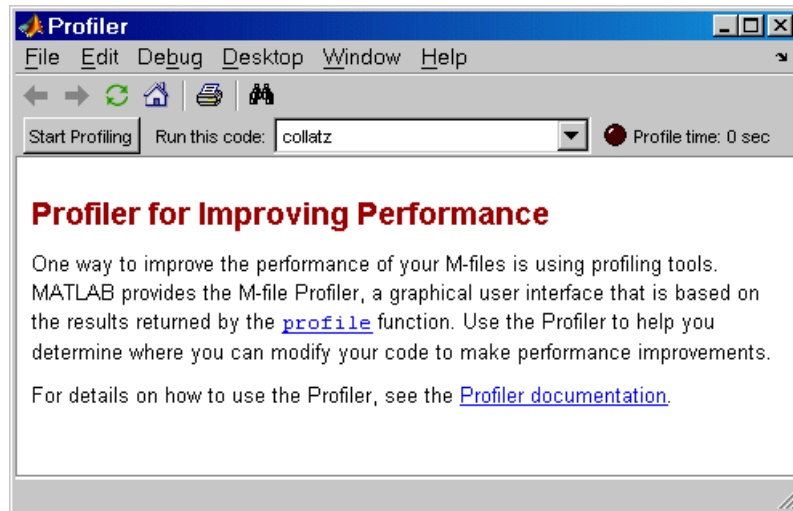 Profiler
File Edit Debug Desktop Window Help
Start Profiling Run this code: collatz Profile time: 0 sec
Profiler for Improving Performance
One way to improve the performance of your M-files is using profiling tools.
MATLAB provides the M-file Profiler, a graphical user interface that is based on
the results returned by the profile function. Use the Profiler to help you
determine where you can modify your code to make performance improvements.
For details on how to use the Profiler, see the Profiler documentation.